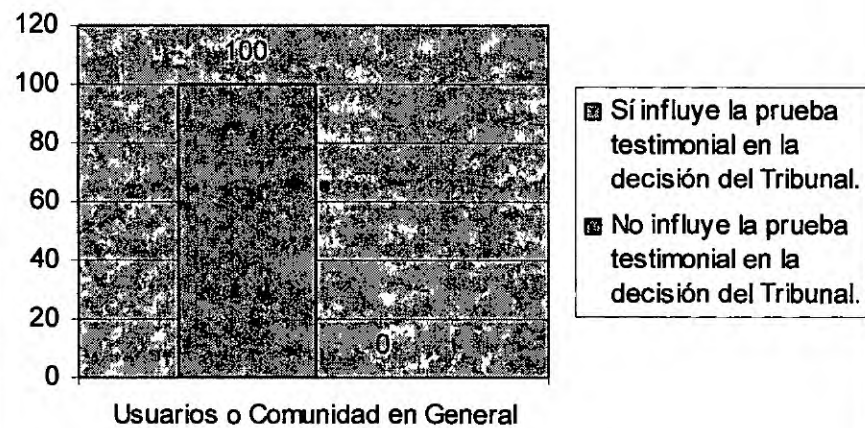 120
100
100
80
60
40
20
0
0
Usuarios o Comunidad en General
Sí influye la prueba
testimonial en la
decisión del Tribunal.
No influye la prueba
testimonial en la
decisión del Tribunal.